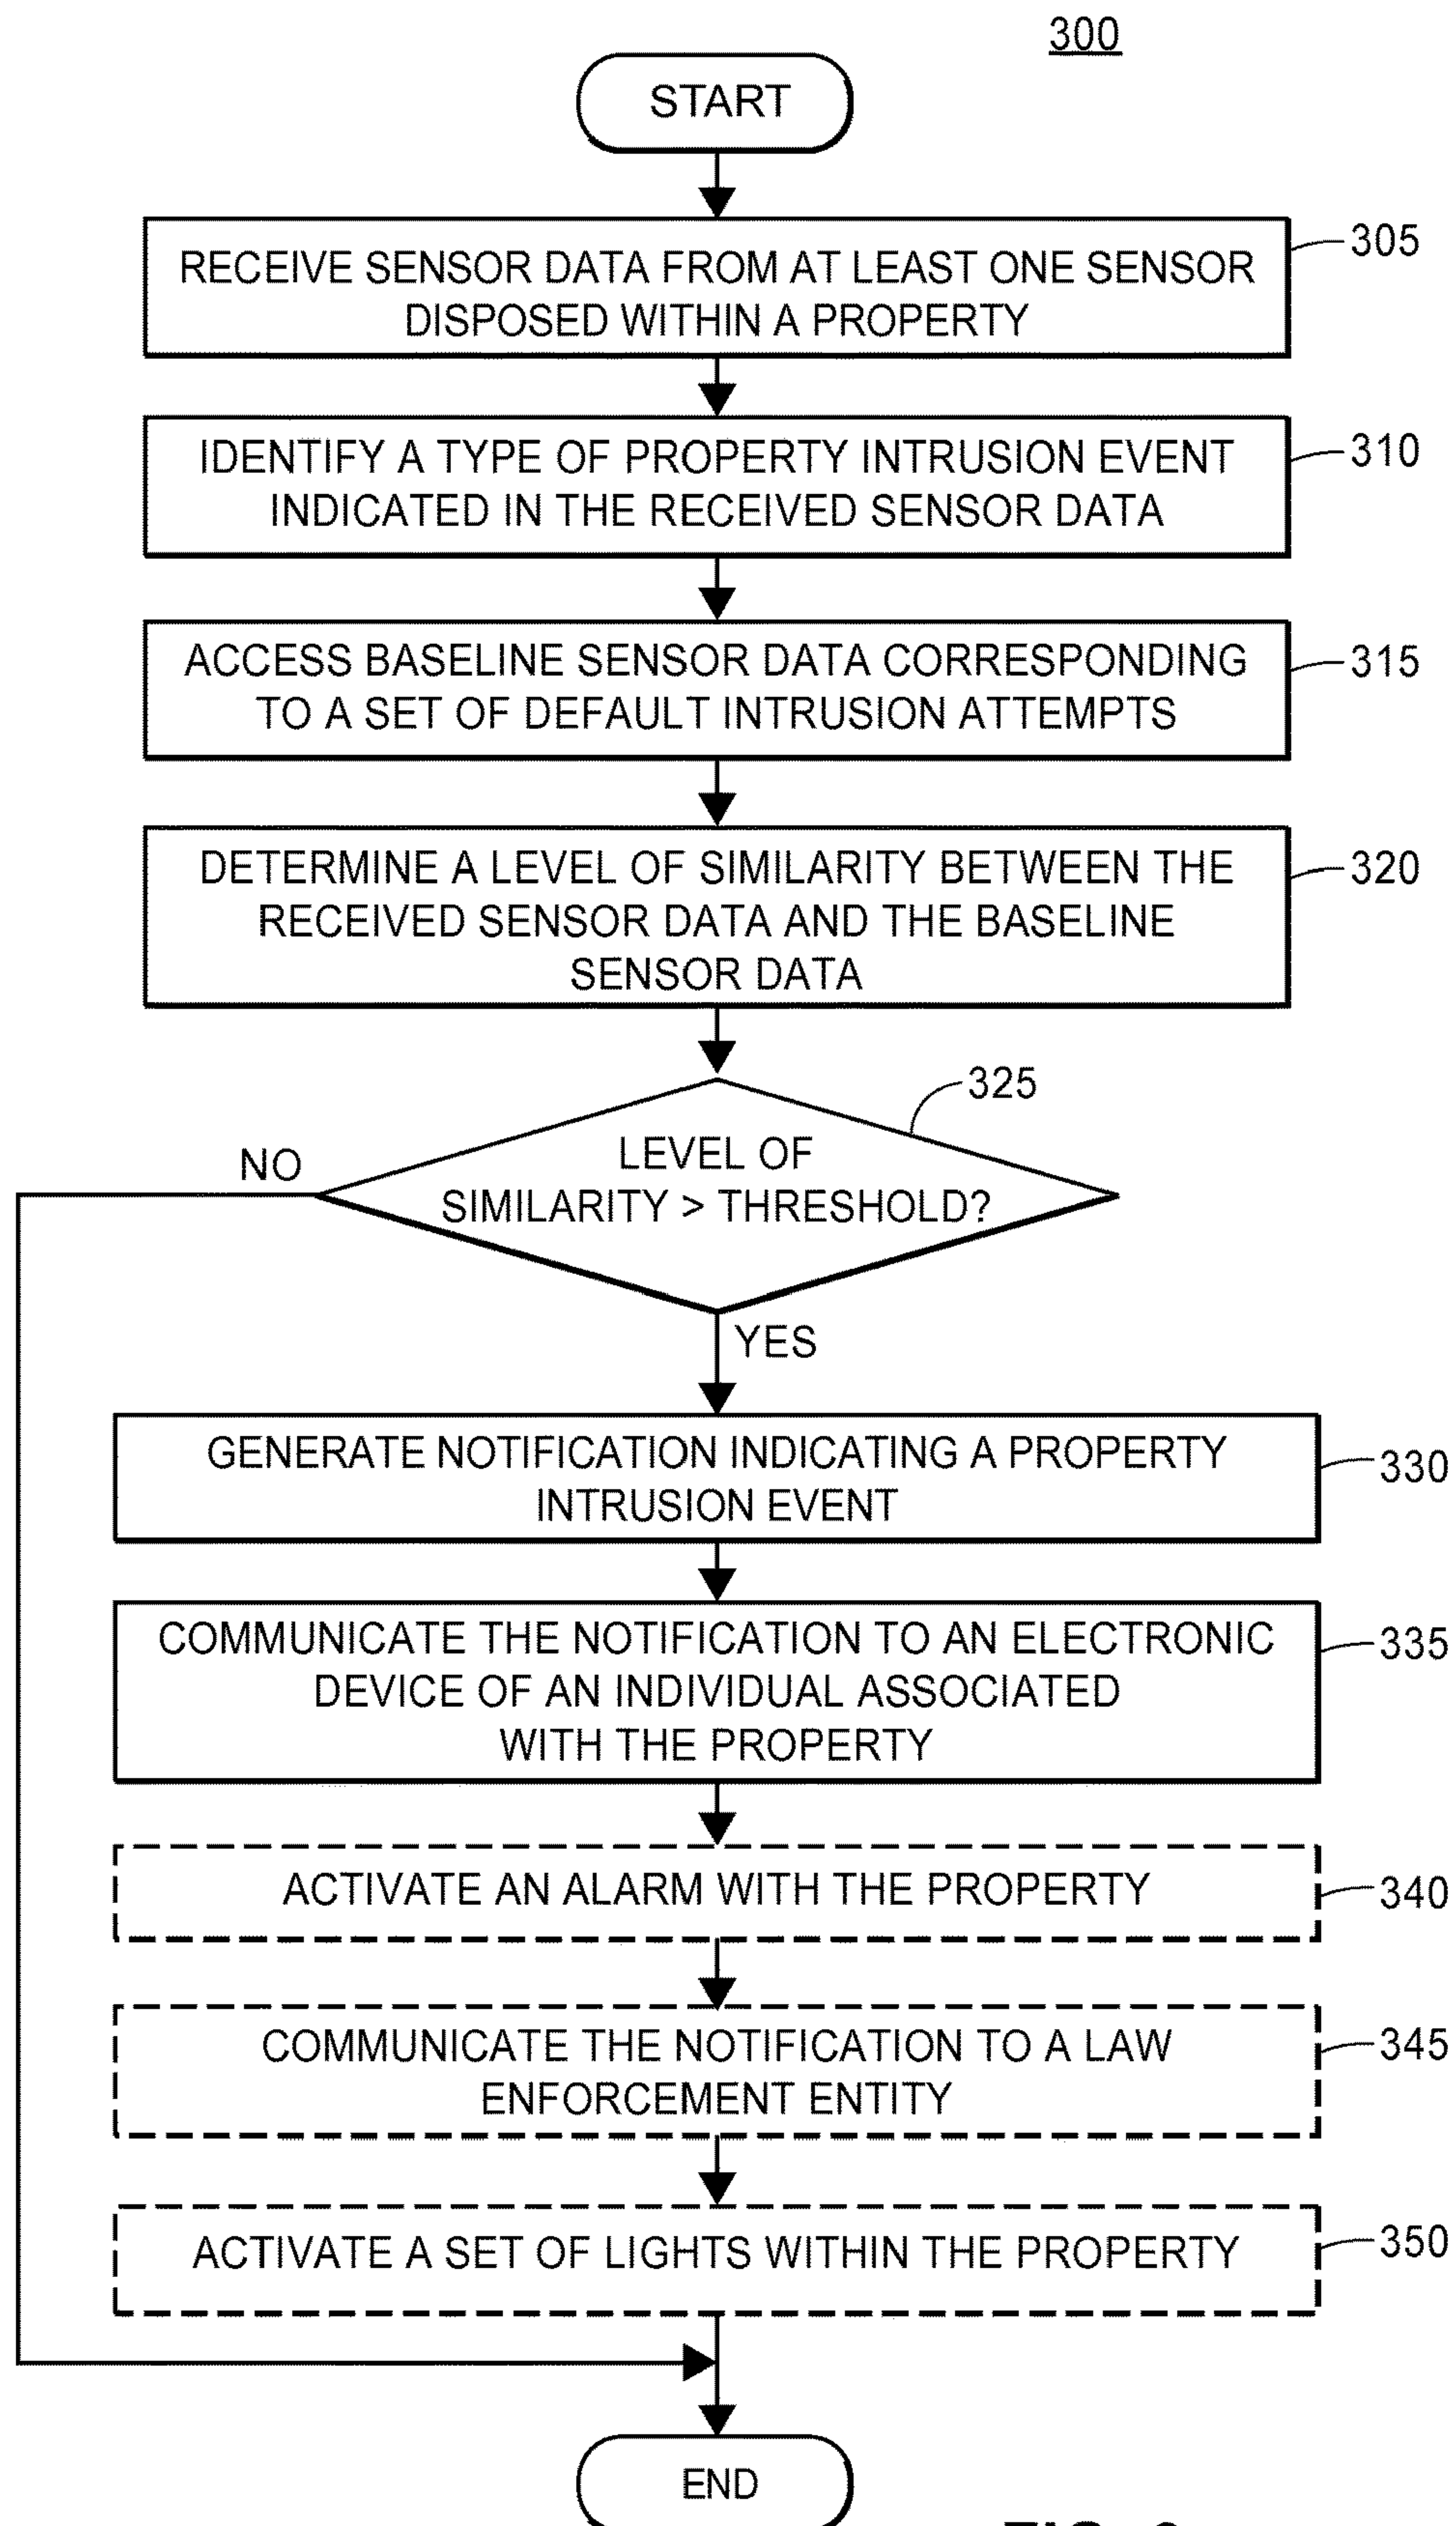 300
START
RECEIVE SENSOR DATA FROM AT LEAST ONE SENSOR
DISPOSED WITHIN A PROPERTY
305
IDENTIFY A TYPE OF PROPERTY INTRUSION EVENT
INDICATED IN THE RECEIVED SENSOR DATA
310
ACCESS BASELINE SENSOR DATA CORRESPONDING
TO A SET OF DEFAULT INTRUSION ATTEMPTS
315
DETERMINE A LEVEL OF SIMILARITY BETWEEN THE
RECEIVED SENSOR DATA AND THE BASELINE
SENSOR DATA
320
325
LEVEL OF
SIMILARITY > THRESHOLD?
NO
YES
GENERATE NOTIFICATION INDICATING A PROPERTY
INTRUSION EVENT
330
COMMUNICATE THE NOTIFICATION TO AN ELECTRONIC
DEVICE OF AN INDIVIDUAL ASSOCIATED
WITH THE PROPERTY
335
ACTIVATE AN ALARM WITH THE PROPERTY
340
COMMUNICATE THE NOTIFICATION TO A LAW
ENFORCEMENT ENTITY
345
ACTIVATE A SET OF LIGHTS WITHIN THE PROPERTY
350
END